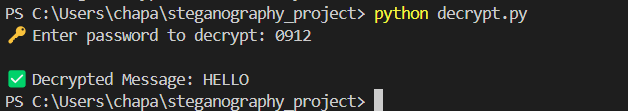 PS C:\Users\chapa\steganography_project> python decrypt.py
🔑 Enter password to decrypt: 0912
✅ Decrypted Message: HELLO
PS C:\Users\chapa\steganography_project>